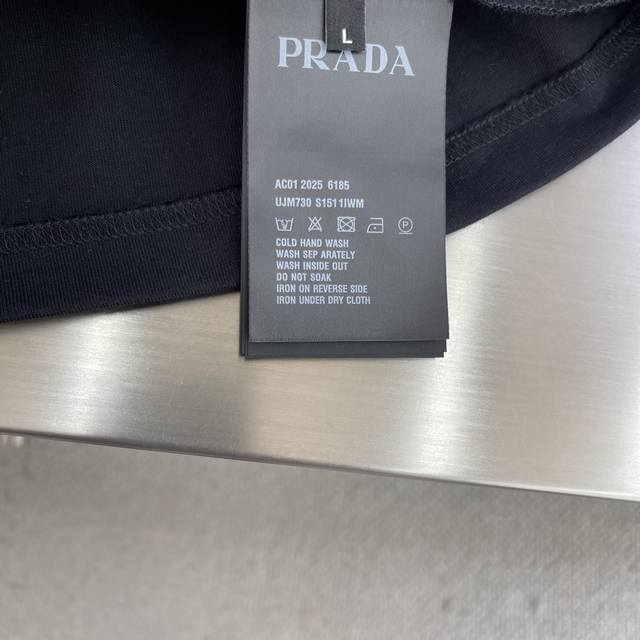 L
PRADA
AC01 2025 6185
UJM730 S1511IWM
COLD HAND WASH
WASH SEP ARATELY
WASH INSIDE OUT
DO NOT SOAK
IRON ON REVERSE SIDE
IRON UNDER DRY CLOTH